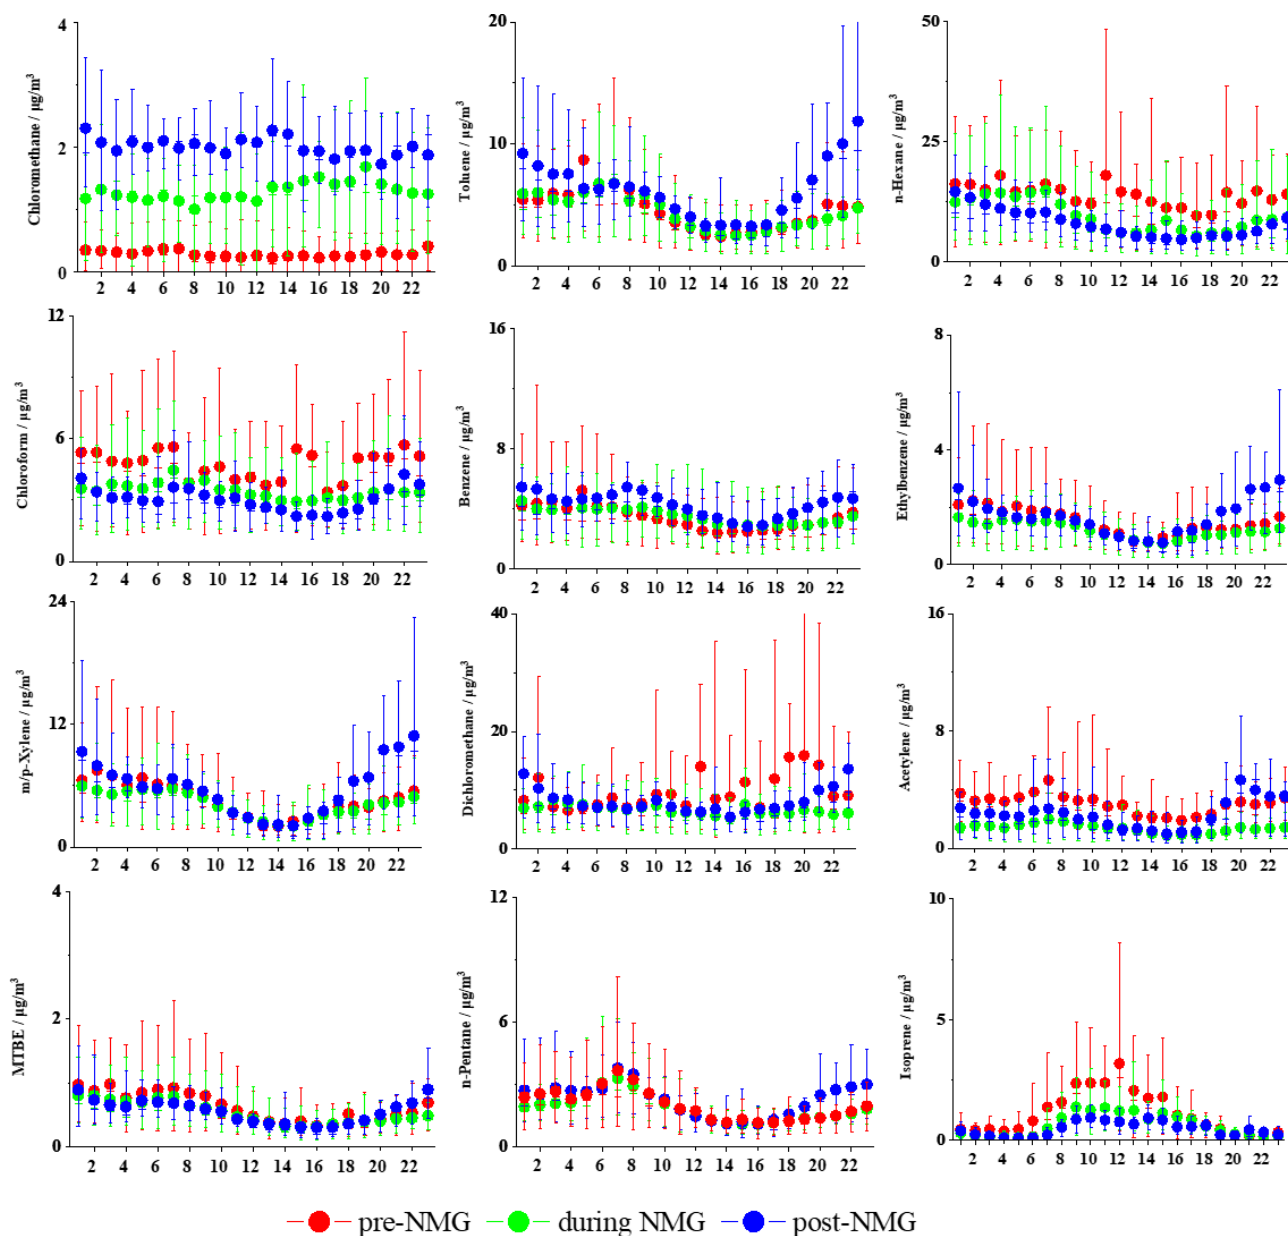 4
2
0
Chloromethane / μg/m³
2 4 6 8 10 12 14 16 18 20 22
20
10
0
Toluene / μg/m³
2 4 6 8 10 12 14 16 18 20 22
50
25
0
n-Hexane / μg/m³
2 4 6 8 10 12 14 16 18 20 22
12
6
0
Chloroform / μg/m³
2 4 6 8 10 12 14 16 18 20 22
16
8
0
Benzene / μg/m³
2 4 6 8 10 12 14 16 18 20 22
8
4
0
Ethylbenzene / μg/m³
2 4 6 8 10 12 14 16 18 20 22
24
12
0
m/p-Xylene / μg/m³
2 4 6 8 10 12 14 16 18 20 22
40
20
0
Dichloromethane / μg/m³
2 4 6 8 10 12 14 16 18 20 22
16
8
0
Acetylene / μg/m³
2 4 6 8 10 12 14 16 18 20 22
4
2
0
MTBE / μg/m³
2 4 6 8 10 12 14 16 18 20 22
12
6
0
n-Pentane / μg/m³
2 4 6 8 10 12 14 16 18 20 22
10
5
0
Isoprene / μg/m³
2 4 6 8 10 12 14 16 18 20 22
pre-NMG during NMG post-NMG